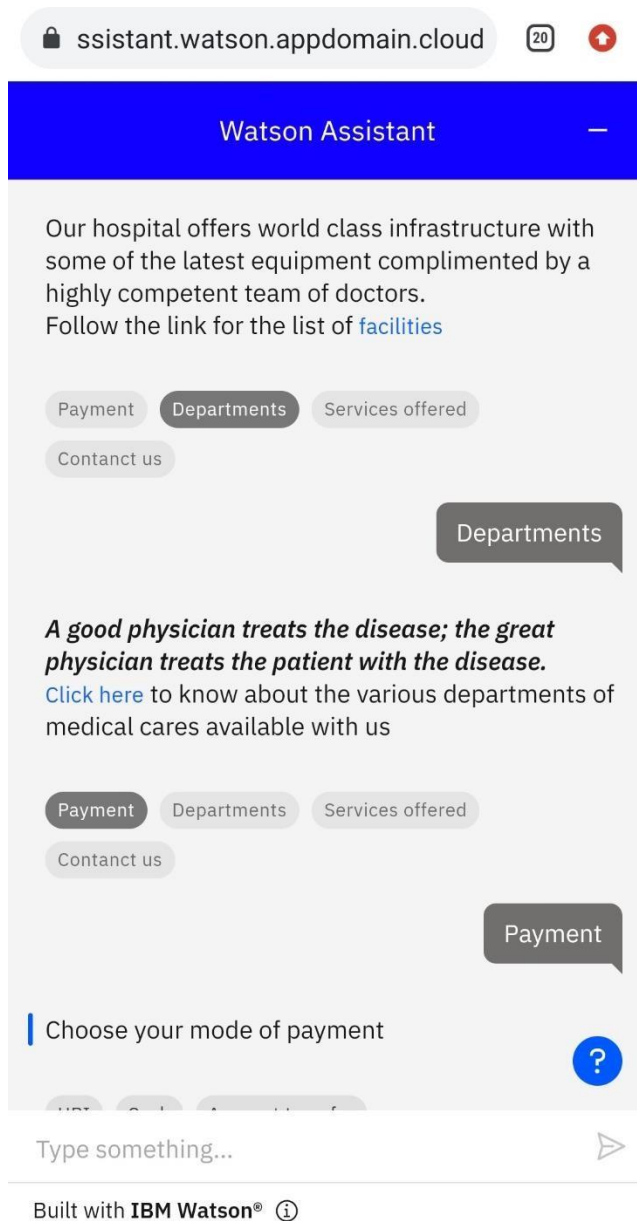 ssistant.watson.appdomain.cloud 20
Watson Assistant
Our hospital offers world class infrastructure with
some of the latest equipment complimented by a
highly competent team of doctors.
Follow the link for the list of facilities
Payment Departments Services offered
Contanct us
Departments
A good physician treats the disease; the great
physician treats the patient with the disease.
Click here to know about the various departments of
medical cares available with us
Payment Departments Services offered
Contanct us
Payment
Choose your mode of payment
?
Type something...
Built with IBM Watson®